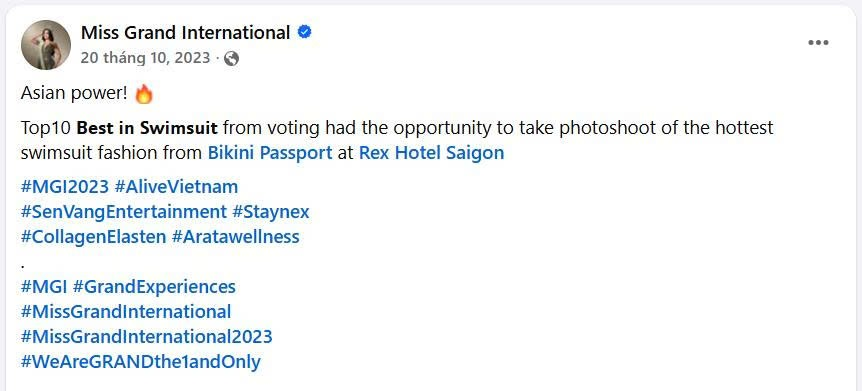 Miss Grand International
20 tháng 10, 2023 ·
Asian power! 🔥
Top10 Best in Swimsuit from voting had the opportunity to take photoshoot of the hottest
swimsuit fashion from Bikini Passport at Rex Hotel Saigon
#MGI2023 #AliveVietnam
#SenVangEntertainment #Staynex
#CollagenElasten #Aratawellness
.
#MGI #GrandExperiences
#MissGrandInternational
#MissGrandInternational2023
#WeAreGRANDthe1andOnly